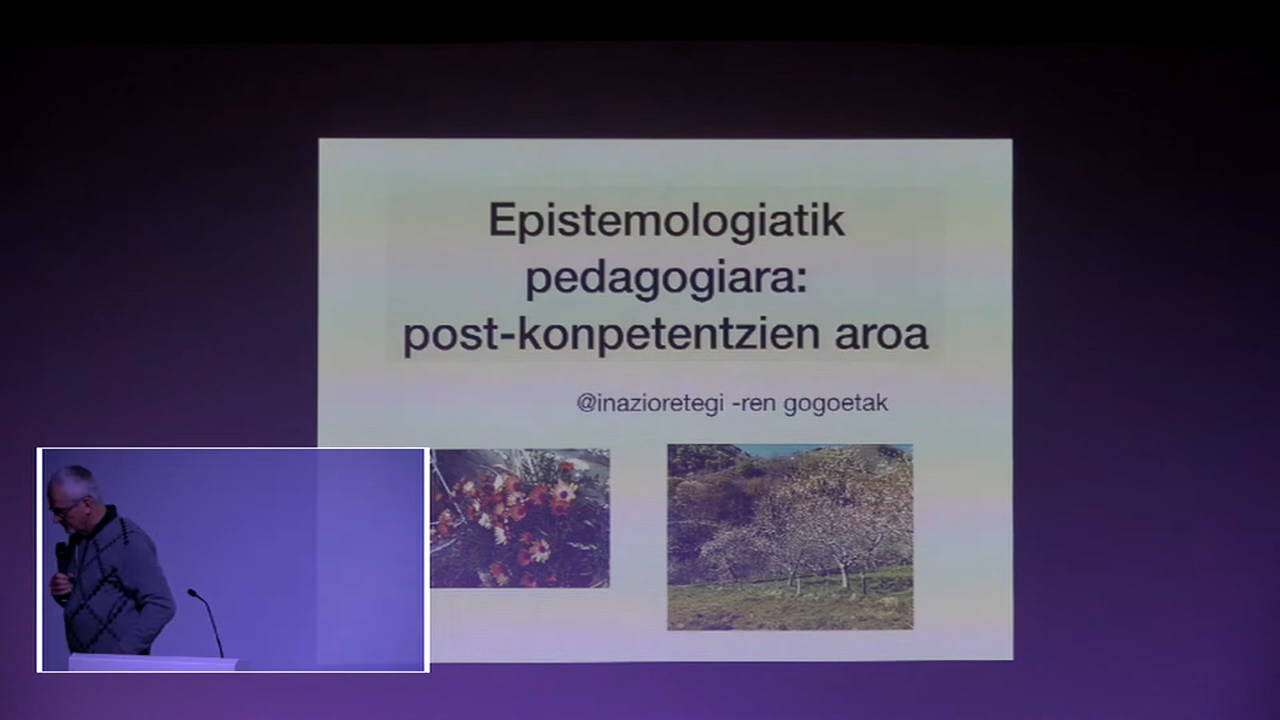 Epistemologiatik
pedagogiara:
post-konpetentzien aroa
@inazioretegi -ren gogoetak